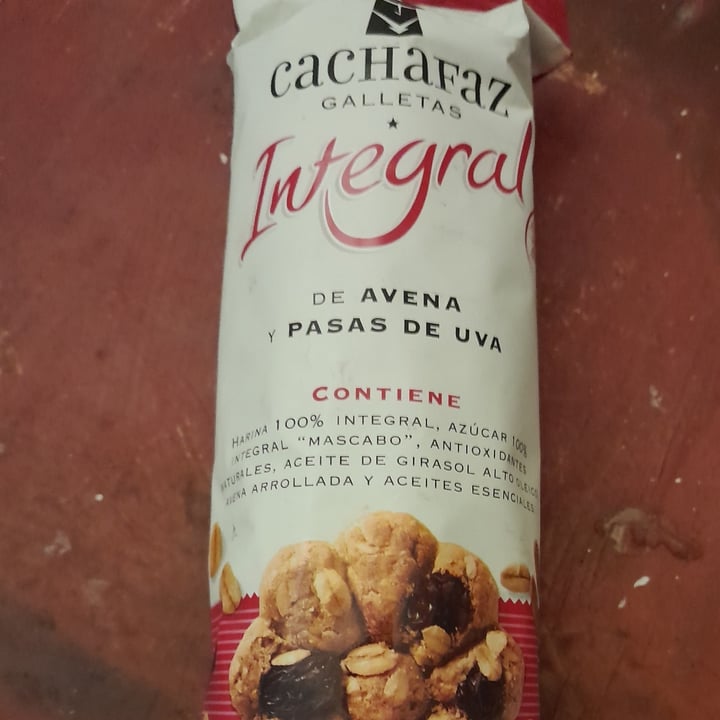 CACHAFAZ
GALLETAS
Integral
DE AVENA
Y PASAS DE UVA
CONTIENE
HARINA 100% INTEGRAL, AZÚCAR 100%
INTEGRAL "MASCABO", ANTIOXIDANTES
NATURALES, ACEITE DE GIRASOL ALTO OLEICO
AVENA ARROLLADA Y ACEITES ESENCIALES